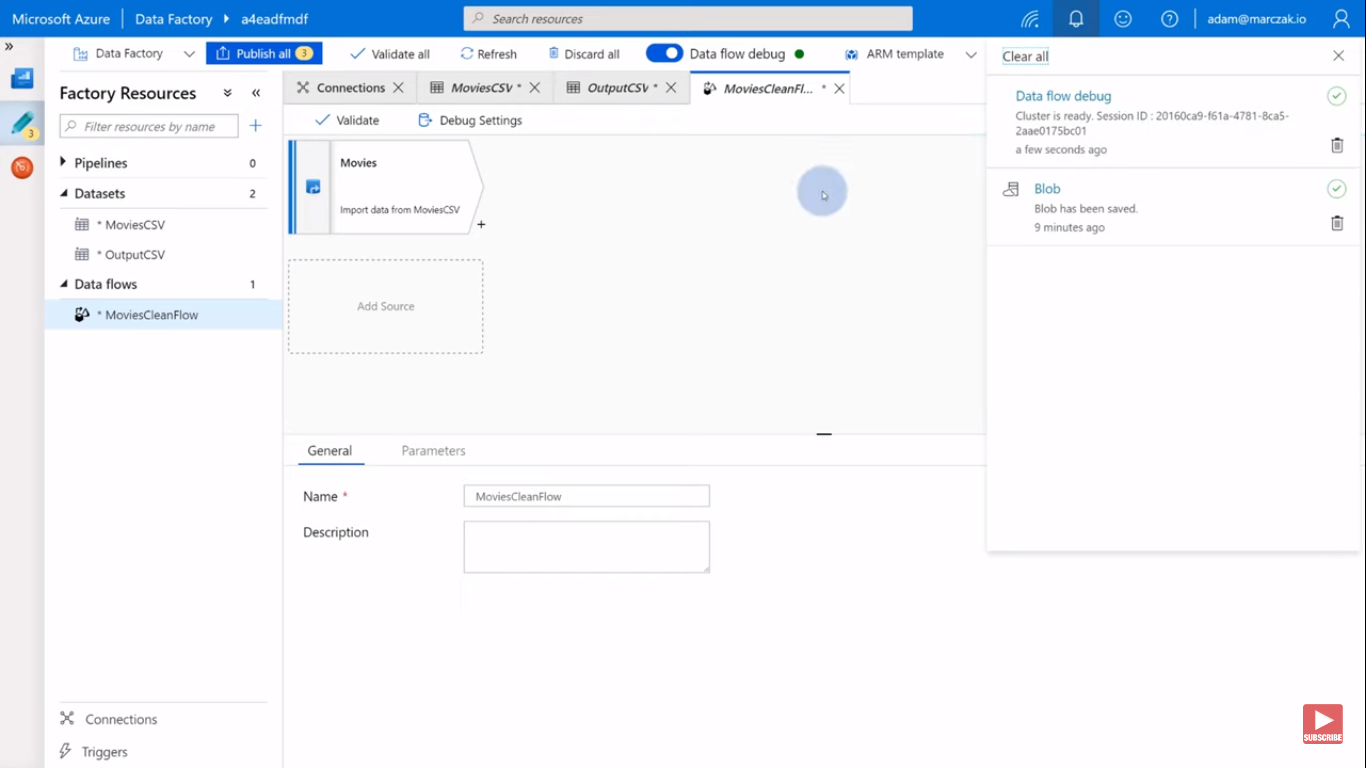 Microsoft Azure
Data Factory
a4eadfmdf
Search resources
adam@marczak.io
Data Factory
Publish all 3
Validate all
Refresh
Discard all
Data flow debug
ARM template
3
Factory Resources
Filter resources by name
Pipelines 0
Datasets 2
* MoviesCSV
* OutputCSV
Data flows 1
* MoviesCleanFlow
Connections
Triggers
Connections
MoviesCSV *
OutputCSV *
MoviesCleanFl... *
Validate
Debug Settings
Movies
Import data from MoviesCSV
+
Add Source
General
Parameters
Name *
MoviesCleanFlow
Description
Clear all
Data flow debug
Cluster is ready. Session ID : 20160ca9-f61a-4781-8ca5-
2aae0175bc01
a few seconds ago
Blob
Blob has been saved.
9 minutes ago
SUBSCRIBE